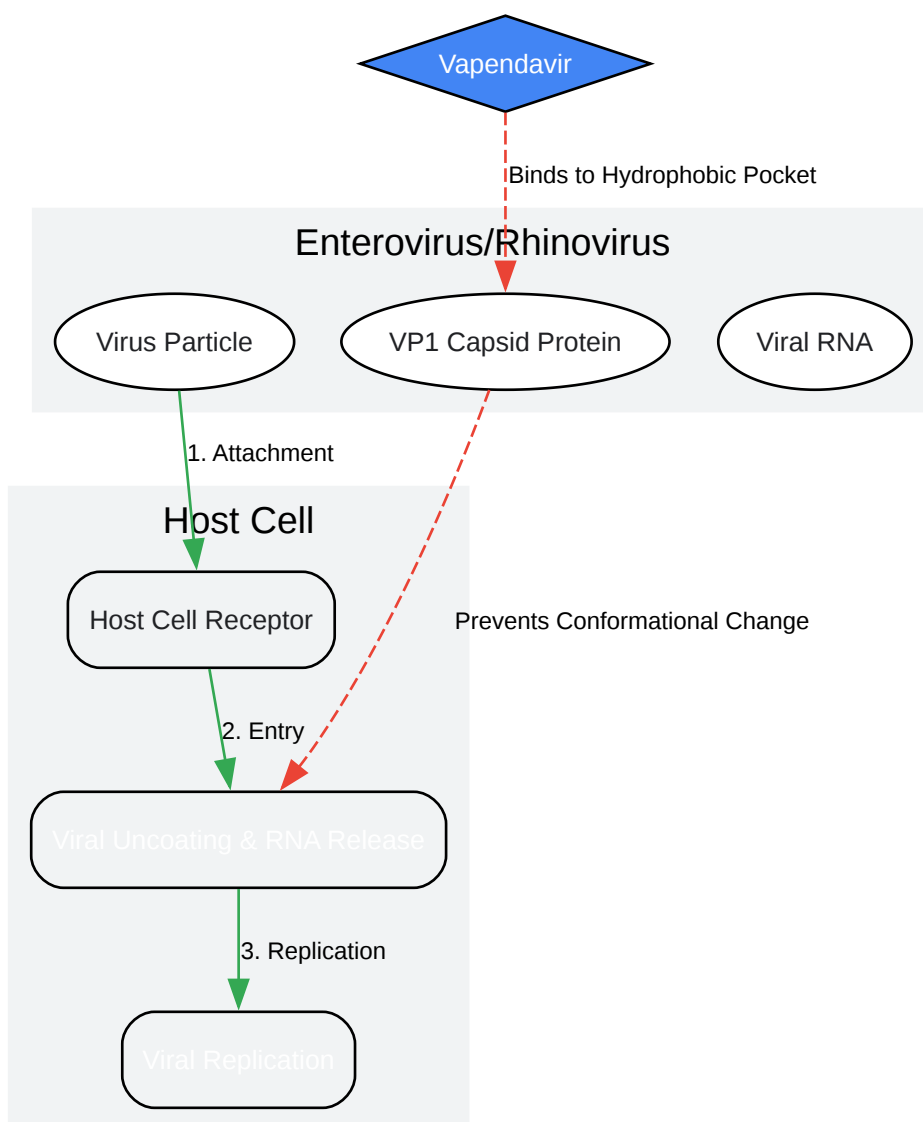 Vapendavir
Binds to Hydrophobic Pocket
Enterovirus/Rhinovirus
Virus Particle
VP1 Capsid Protein
Viral RNA
1. Attachment
Host Cell
Host Cell Receptor
Prevents Conformational Change
2. Entry
Viral Uncoating & RNA Release
3. Replication
Viral Replication